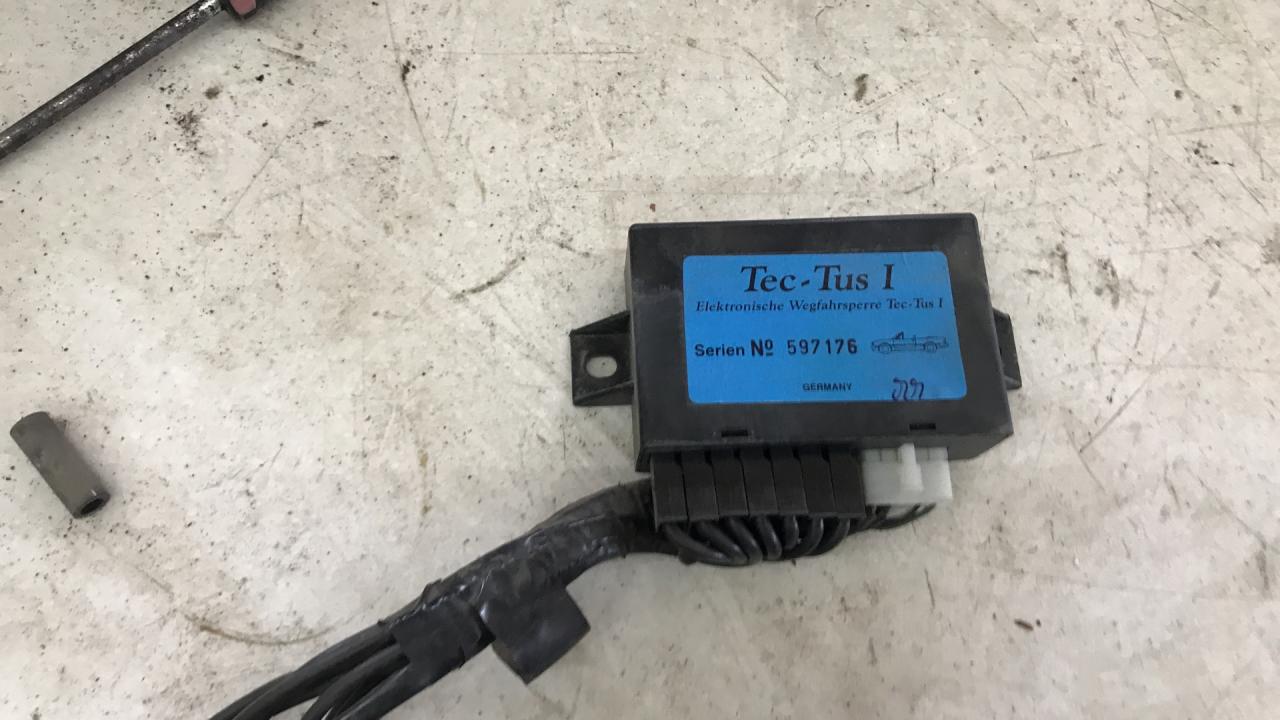 Tec-Tus I
Elektronische Wegfahrsperre Tec-Tus I
Serien Nº 597176
GERMANY